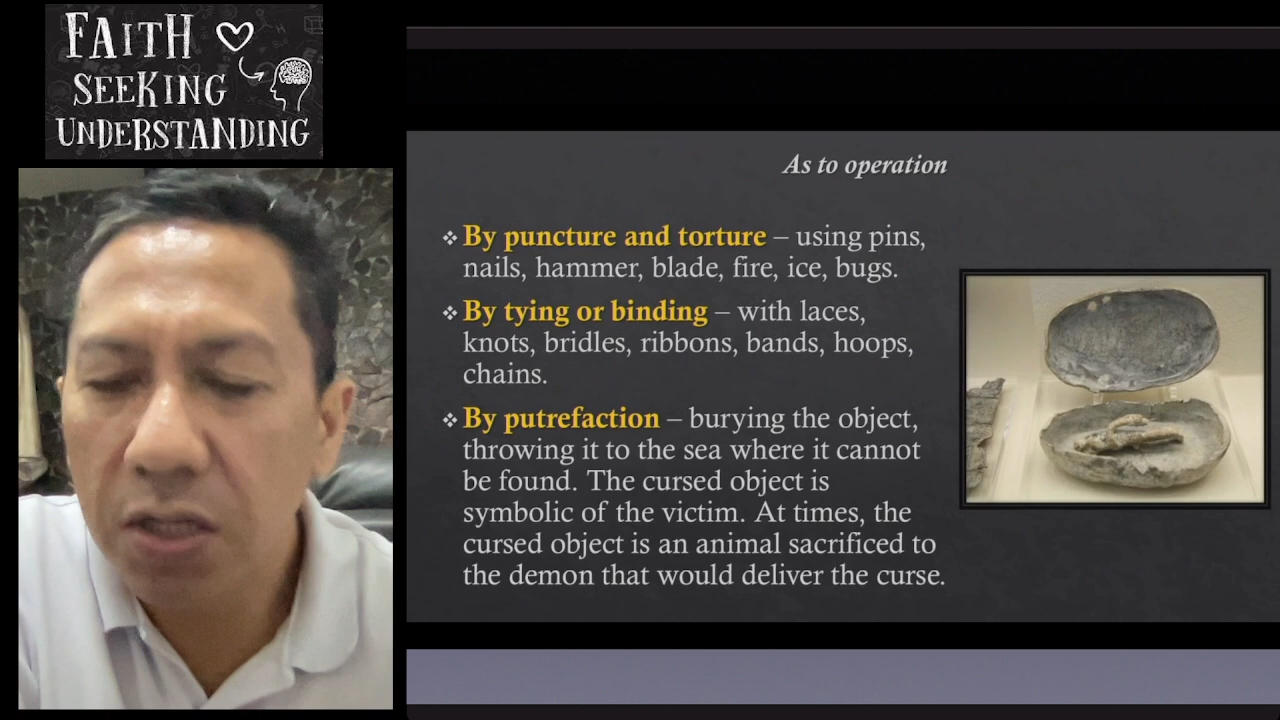 FAITH
SEEKING
UNDERSTANDING
As to operation
❖ By puncture and torture – using pins,
nails, hammer, blade, fire, ice, bugs.
❖ By tying or binding – with laces,
knots, bridles, ribbons, bands, hoops,
chains.
❖ By putrefaction – burying the object,
throwing it to the sea where it cannot
be found. The cursed object is
symbolic of the victim. At times, the
cursed object is an animal sacrificed to
the demon that would deliver the curse.